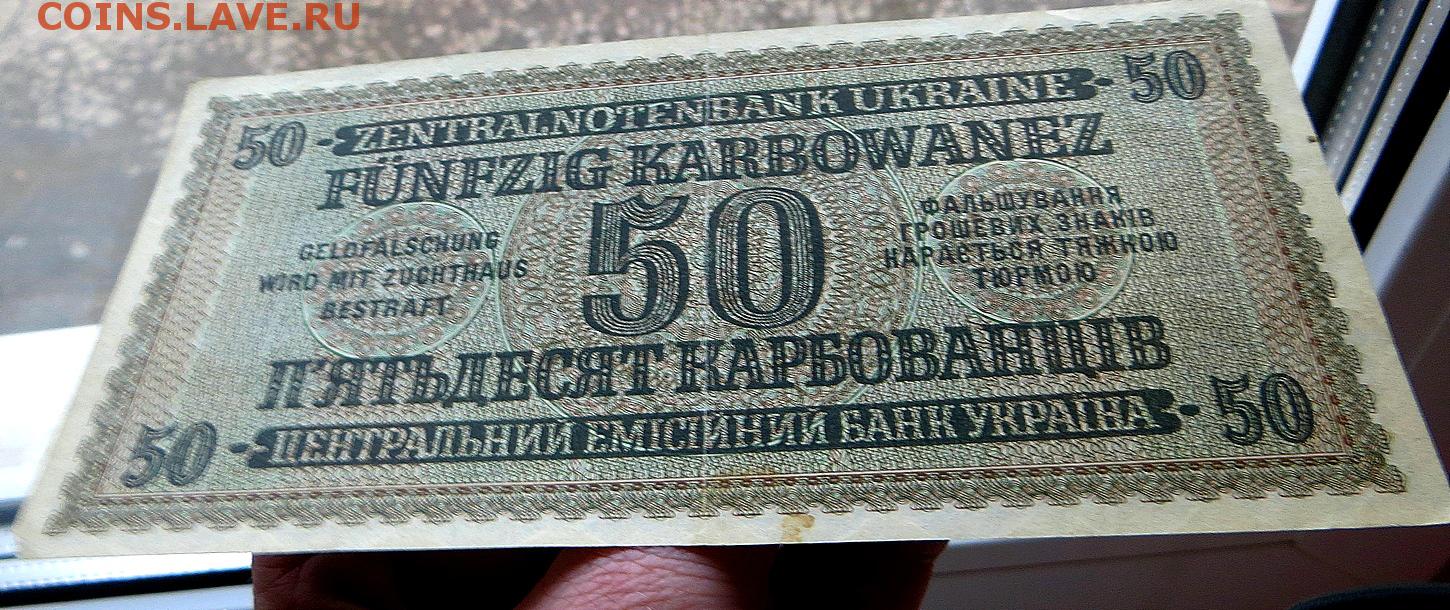 COINS.LAVE.RU
50 ZENTRALNOTENBANK UKRAINE 50
FÜNFZIG KARBOWANEZ
GELDFÄLSCHUNG
WIRD MIT ZUCHTHAUS
BESTRAFT
50
ФАЛЬШУВАННЯ
ГРОШЕВИХ ЗНАКІВ
КАРАЄТЬСЯ ТЯЖКОЮ
ТЮРМОЮ
П'ЯТЬДЕСЯТ КАРБОВАНЦІВ
50 ЦЕНТРАЛЬНИЙ ЕМІСІЙНИЙ БАНК УКРАЇНА 50